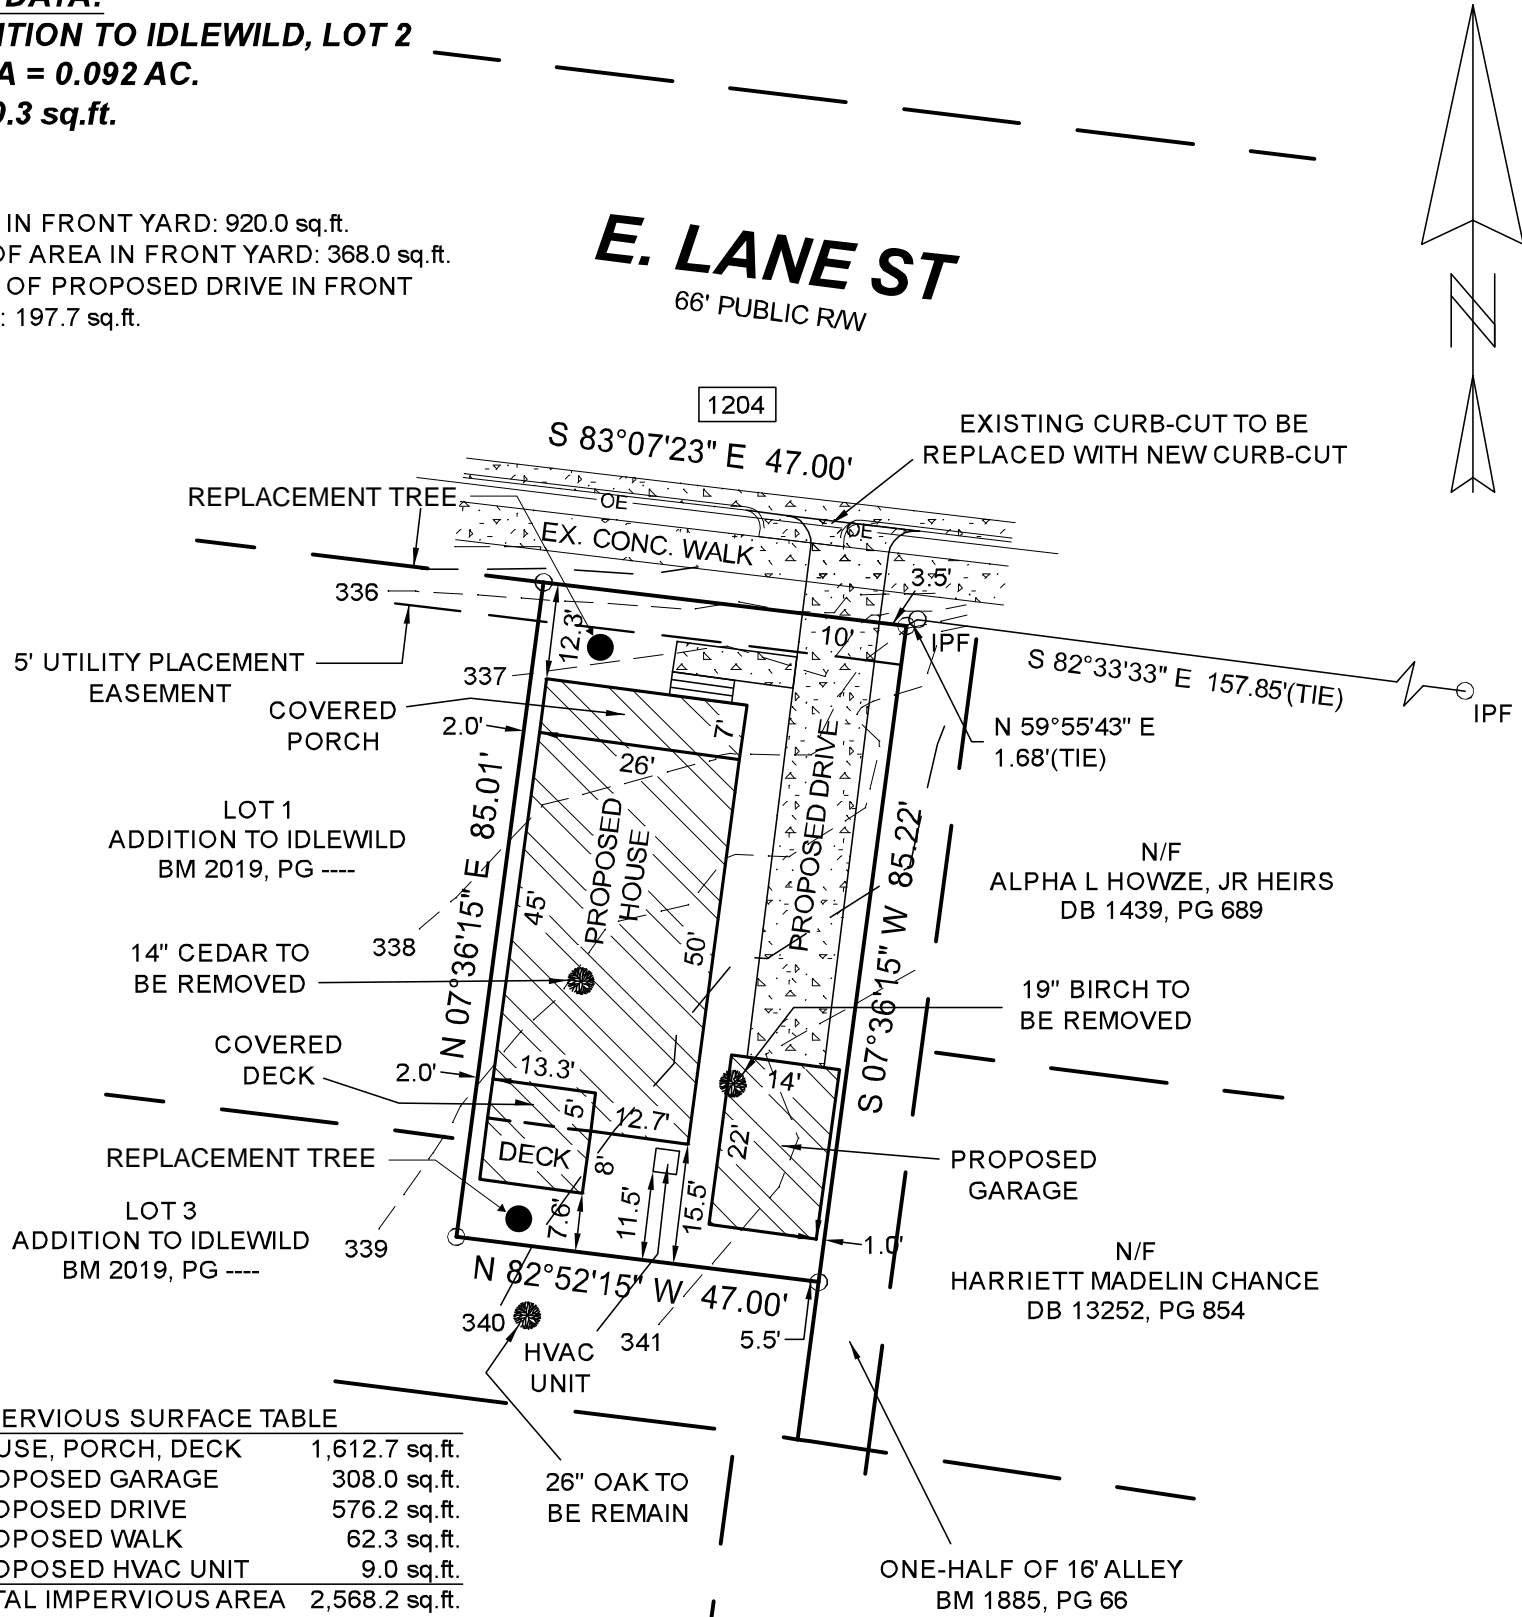 DATA:
ITION TO IDLEWILD, LOT 2
A = 0.092 AC.
0.3 sq.ft.
IN FRONT YARD: 920.0 sq.ft.
OF AREA IN FRONT YARD: 368.0 sq.ft.
OF PROPOSED DRIVE IN FRONT
: 197.7 sq.ft.
E. LANE ST
66' PUBLIC R/W
N
1204
S 83°07'23" E 47.00'
EXISTING CURB-CUT TO BE
REPLACED WITH NEW CURB-CUT
REPLACEMENT TREE
OE
OE
EX. CONC. WALK
336
3.5'
12.3'
10'
IPF
5' UTILITY PLACEMENT
EASEMENT
337
S 82°33'33" E 157.85'(TIE)
IPF
COVERED
PORCH
2.0'
7'
26'
N 59°55'43" E
1.68'(TIE)
LOT 1
ADDITION TO IDLEWILD
BM 2019, PG ----
N 07°36'15" E 85.01'
PROPOSED
HOUSE
PROPOSED DRIVE
S 07°36'15" W 85.22'
N/F
ALPHA L HOWZE, JR HEIRS
DB 1439, PG 689
45'
50'
338
14" CEDAR TO
BE REMOVED
19" BIRCH TO
BE REMOVED
COVERED
DECK
2.0'
13.3'
5'
12.7'
14'
22'
DECK
8'
REPLACEMENT TREE
PROPOSED
GARAGE
7.6'
11.5'
15.5'
1.0'
LOT 3
ADDITION TO IDLEWILD
BM 2019, PG ----
339
N/F
HARRIETT MADELIN CHANCE
DB 13252, PG 854
N 82°52'15" W 47.00'
340
341
5.5'
HVAC
UNIT
26" OAK TO
BE REMAIN
ONE-HALF OF 16' ALLEY
BM 1885, PG 66
PERVIOUS SURFACE TABLE
USE, PORCH, DECK 1,612.7 sq.ft.
OPOSED GARAGE 308.0 sq.ft.
OPOSED DRIVE 576.2 sq.ft.
OPOSED WALK 62.3 sq.ft.
OPOSED HVAC UNIT 9.0 sq.ft.
TAL IMPERVIOUS AREA 2,568.2 sq.ft.